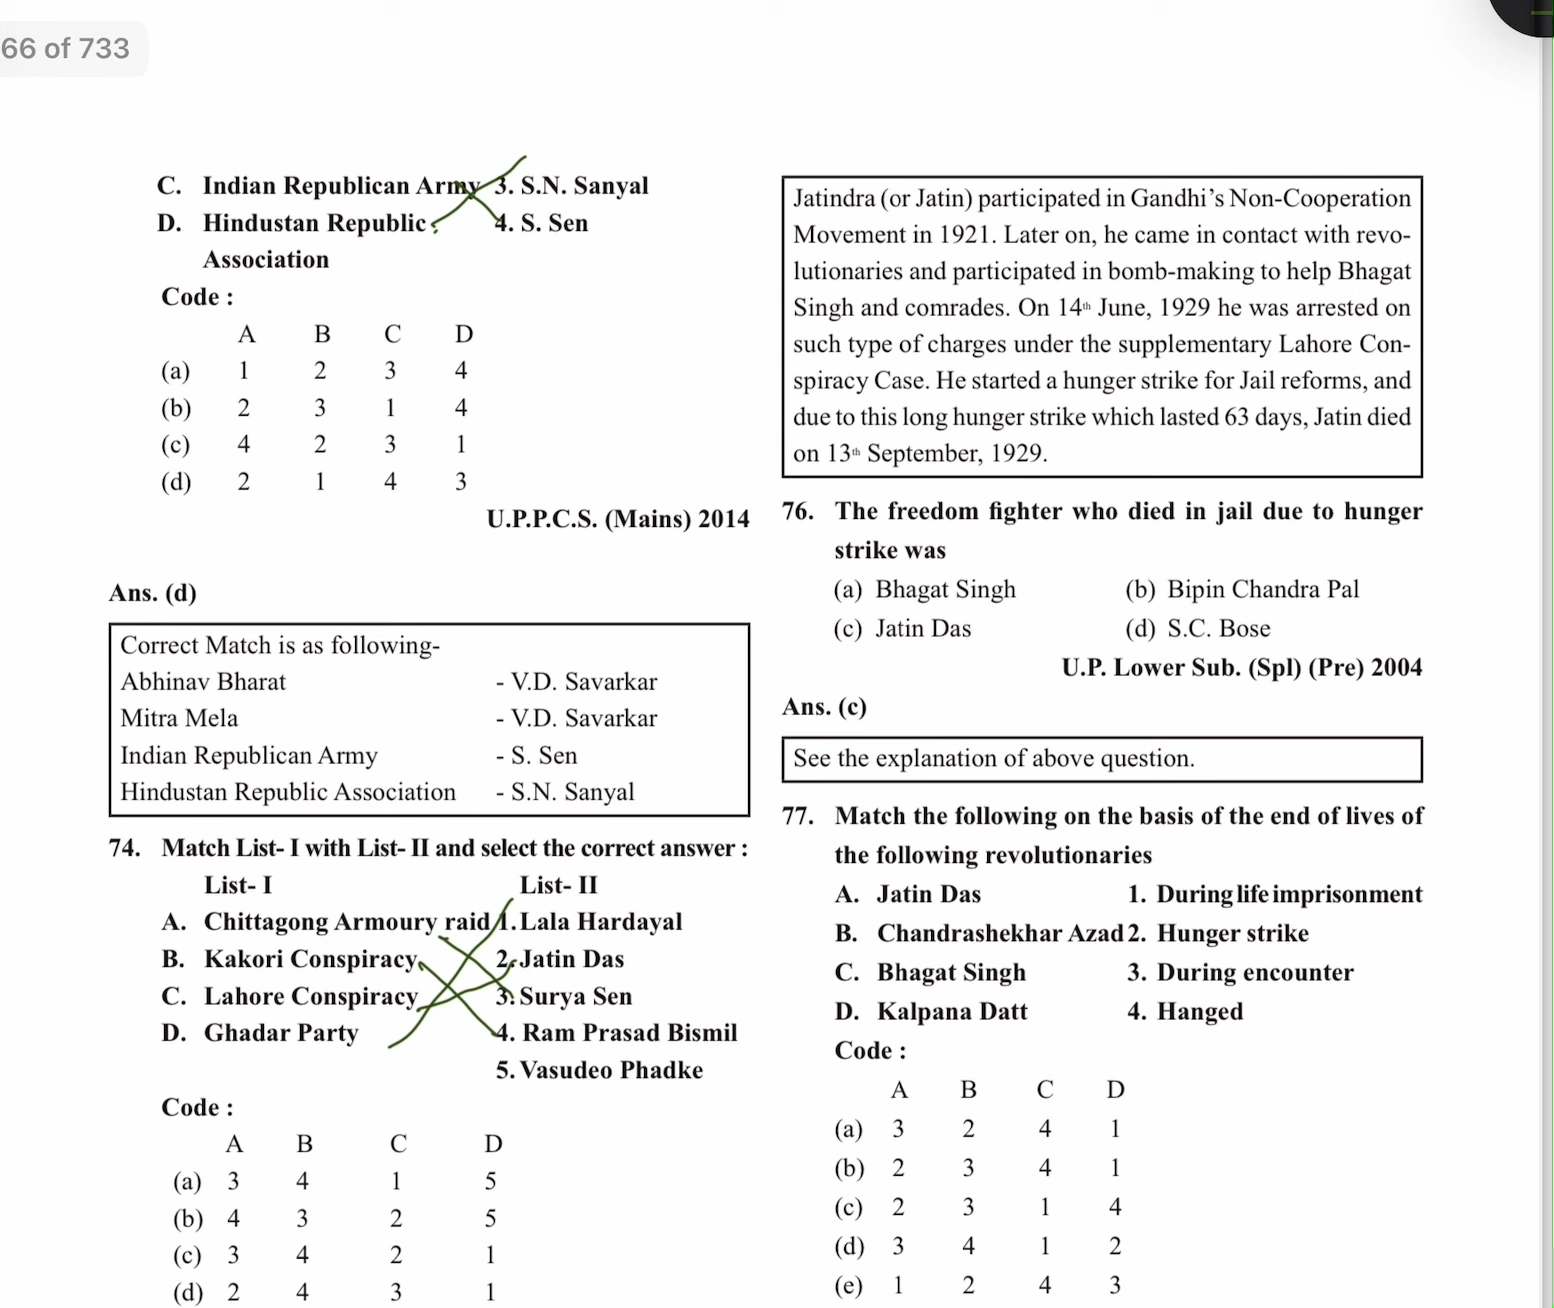 66 of 733
C. Indian Republican Army 3. S.N. Sanyal
D. Hindustan Republic 4. S. Sen
Association
Code :
A B C D
(a) 1 2 3 4
(b) 2 3 1 4
(c) 4 2 3 1
(d) 2 1 4 3
U.P.P.C.S. (Mains) 2014
Ans. (d)
Correct Match is as following-
Abhinav Bharat - V.D. Savarkar
Mitra Mela - V.D. Savarkar
Indian Republican Army - S. Sen
Hindustan Republic Association - S.N. Sanyal
74. Match List- I with List- II and select the correct answer :
List- I List- II
A. Chittagong Armoury raid 1. Lala Hardayal
B. Kakori Conspiracy 2. Jatin Das
C. Lahore Conspiracy 3. Surya Sen
D. Ghadar Party 4. Ram Prasad Bismil
5. Vasudeo Phadke
Code :
A B C D
(a) 3 4 1 5
(b) 4 3 2 5
(c) 3 4 2 1
(d) 2 4 3 1
Jatindra (or Jatin) participated in Gandhi’s Non-Cooperation
Movement in 1921. Later on, he came in contact with revo-
lutionaries and participated in bomb-making to help Bhagat
Singh and comrades. On 14th June, 1929 he was arrested on
such type of charges under the supplementary Lahore Con-
spiracy Case. He started a hunger strike for Jail reforms, and
due to this long hunger strike which lasted 63 days, Jatin died
on 13th September, 1929.
76. The freedom fighter who died in jail due to hunger
strike was
(a) Bhagat Singh (b) Bipin Chandra Pal
(c) Jatin Das (d) S.C. Bose
U.P. Lower Sub. (Spl) (Pre) 2004
Ans. (c)
See the explanation of above question.
77. Match the following on the basis of the end of lives of
the following revolutionaries
A. Jatin Das 1. During life imprisonment
B. Chandrashekhar Azad 2. Hunger strike
C. Bhagat Singh 3. During encounter
D. Kalpana Datt 4. Hanged
Code :
A B C D
(a) 3 2 4 1
(b) 2 3 4 1
(c) 2 3 1 4
(d) 3 4 1 2
(e) 1 2 4 3